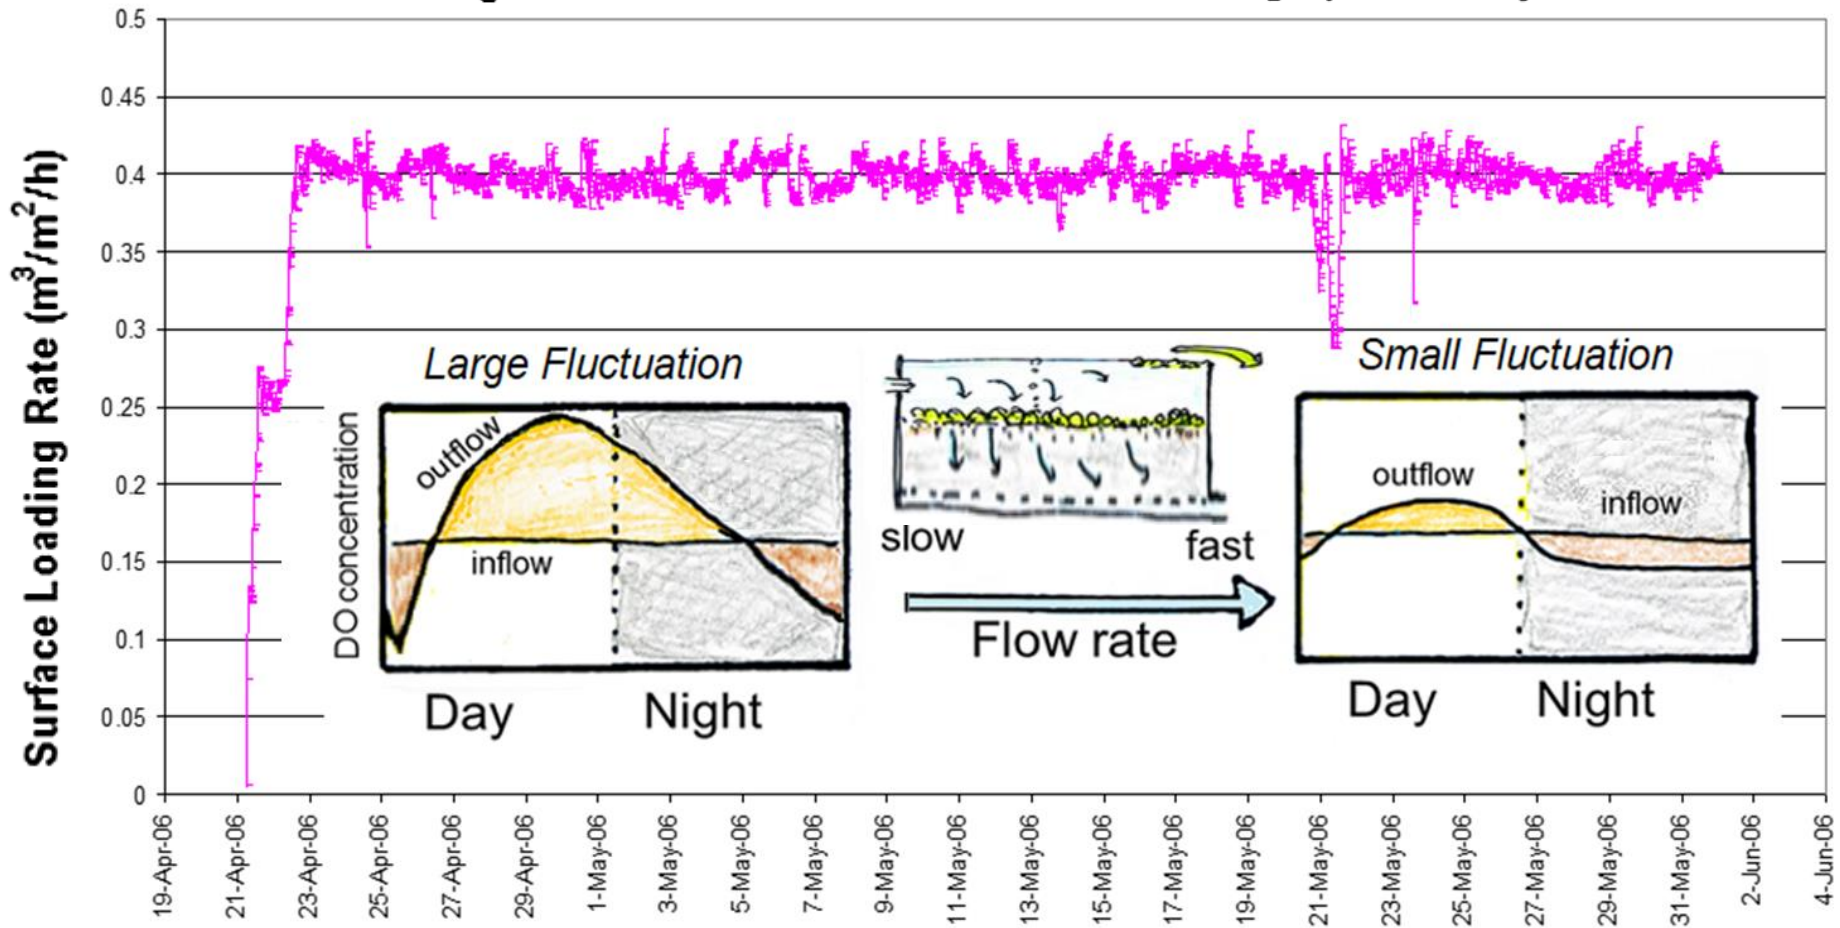 Surface Loading Rate (m³/m²/h)
0.5
0.45
0.4
0.35
0.3
0.25
0.2
0.15
0.1
0.05
0
Large Fluctuation
DO concentration
outflow
inflow
Day Night
slow fast
Flow rate
Small Fluctuation
outflow
inflow
Day Night
19-Apr-06
21-Apr-06
23-Apr-06
25-Apr-06
27-Apr-06
29-Apr-06
1-May-06
3-May-06
5-May-06
7-May-06
9-May-06
11-May-06
13-May-06
15-May-06
17-May-06
19-May-06
21-May-06
23-May-06
25-May-06
27-May-06
29-May-06
31-May-06
2-Jun-06
4-Jun-06